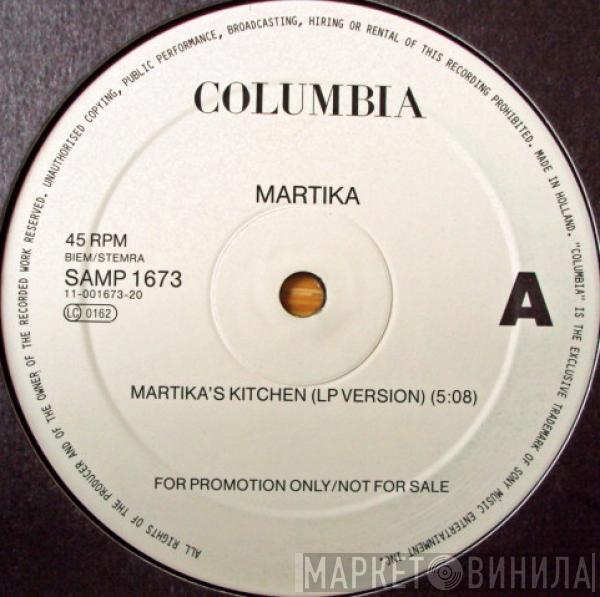 ALL RIGHTS OF THE PRODUCER AND OF THE OWNER OF THE RECORDED WORK RESERVED. UNAUTHORISED COPYING, PUBLIC PERFORMANCE, BROADCASTING, HIRING OR RENTAL OF THIS RECORDING PROHIBITED. MADE IN HOLLAND. "COLUMBIA" IS THE EXCLUSIVE TRADEMARK OF SONY MUSIC ENTERTAINMENT INC.
COLUMBIA
MARTIKA
45 RPM
BIEM/STEMRA
SAMP 1673
11-001673-20
LC 0162
A
MARTIKA'S KITCHEN (LP VERSION) (5:08)
FOR PROMOTION ONLY/NOT FOR SALE
МАРКЕТ ВИНИЛА